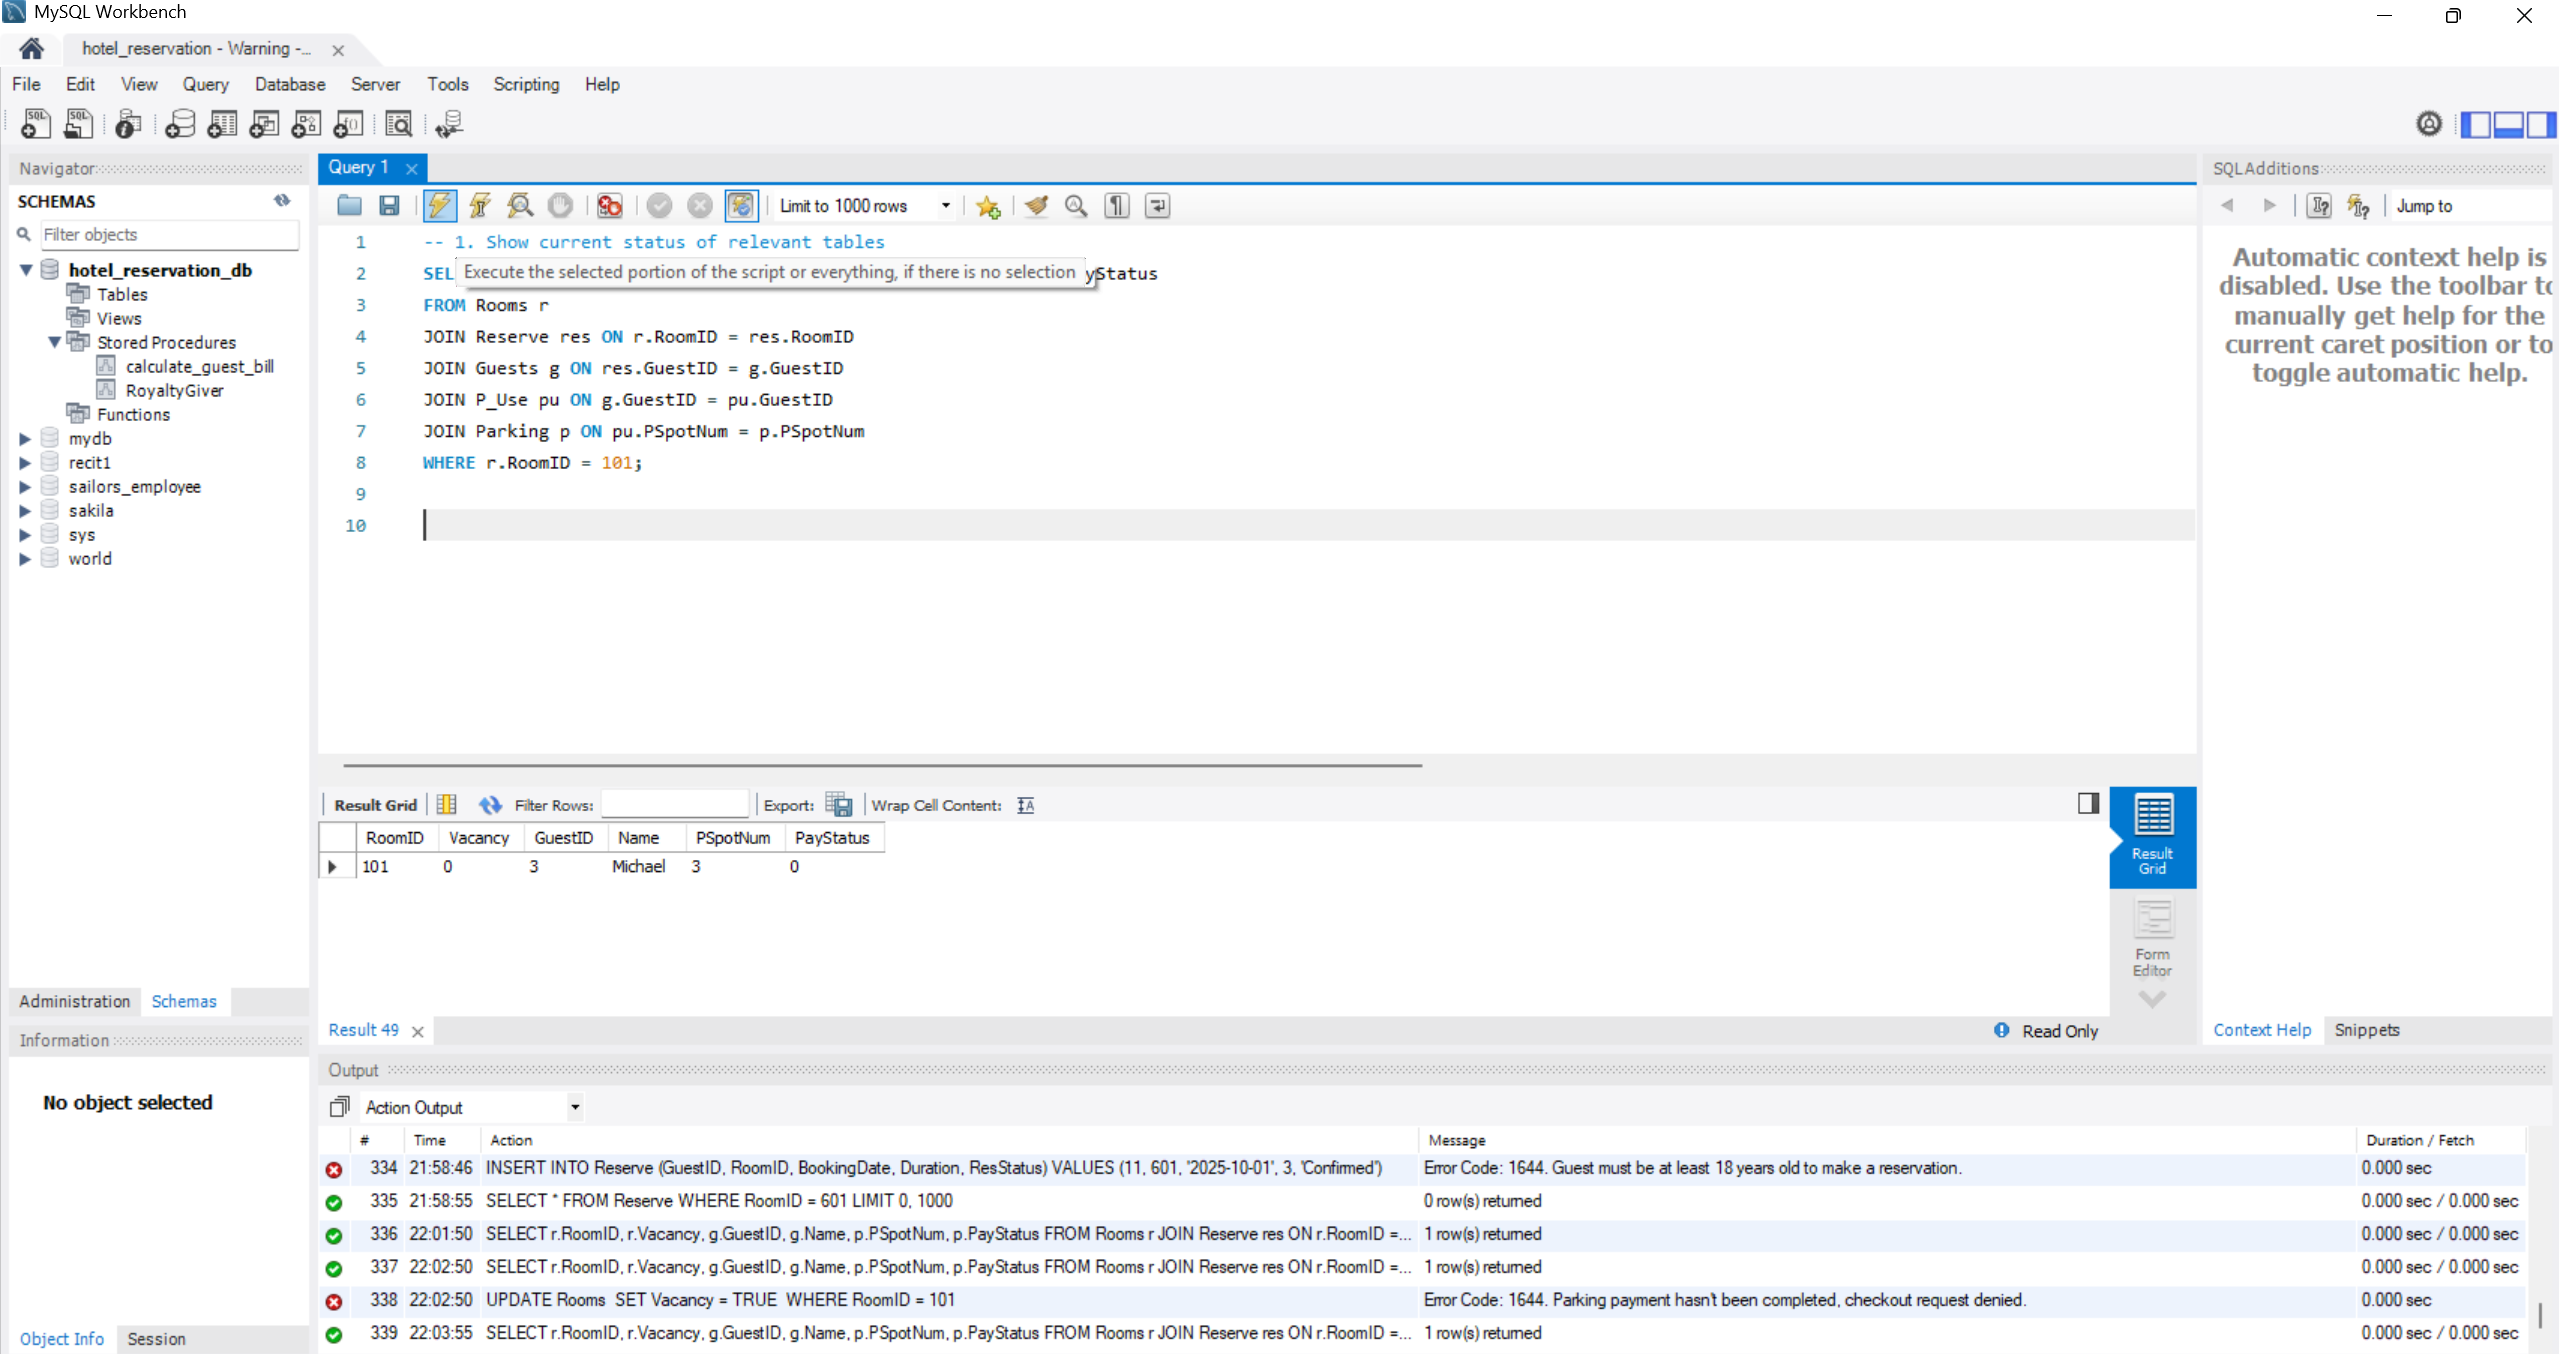 MySQL Workbench
hotel_reservation - Warning -...
File Edit View Query Database Server Tools Scripting Help
Navigator
SCHEMAS
Filter objects
hotel_reservation_db
Tables
Views
Stored Procedures
calculate_guest_bill
RoyaltyGiver
Functions
mydb
recit1
sailors_employee
sakila
sys
world
Administration Schemas
Information
No object selected
Object Info Session
Query 1
Limit to 1000 rows
1 -- 1. Show current status of relevant tables
2 SEL yStatus
Execute the selected portion of the script or everything, if there is no selection
3 FROM Rooms r
4 JOIN Reserve res ON r.RoomID = res.RoomID
5 JOIN Guests g ON res.GuestID = g.GuestID
6 JOIN P_Use pu ON g.GuestID = pu.GuestID
7 JOIN Parking p ON pu.PSpotNum = p.PSpotNum
8 WHERE r.RoomID = 101;
9
10
Result Grid Filter Rows: Export: Wrap Cell Content:
RoomID Vacancy GuestID Name PSpotNum PayStatus
101 0 3 Michael 3 0
Result Grid
Form Editor
Result 49 Read Only
SQLAdditions
Jump to
Automatic context help is
disabled. Use the toolbar to
manually get help for the
current caret position or to
toggle automatic help.
Context Help Snippets
Output
Action Output
# Time Action Message Duration / Fetch
334 21:58:46 INSERT INTO Reserve (GuestID, RoomID, BookingDate, Duration, ResStatus) VALUES (11, 601, '2025-10-01', 3, 'Confirmed') Error Code: 1644. Guest must be at least 18 years old to make a reservation. 0.000 sec
335 21:58:55 SELECT * FROM Reserve WHERE RoomID = 601 LIMIT 0, 1000 0 row(s) returned 0.000 sec / 0.000 sec
336 22:01:50 SELECT r.RoomID, r.Vacancy, g.GuestID, g.Name, p.PSpotNum, p.PayStatus FROM Rooms r JOIN Reserve res ON r.RoomID =... 1 row(s) returned 0.000 sec / 0.000 sec
337 22:02:50 SELECT r.RoomID, r.Vacancy, g.GuestID, g.Name, p.PSpotNum, p.PayStatus FROM Rooms r JOIN Reserve res ON r.RoomID =... 1 row(s) returned 0.000 sec / 0.000 sec
338 22:02:50 UPDATE Rooms SET Vacancy = TRUE WHERE RoomID = 101 Error Code: 1644. Parking payment hasn't been completed, checkout request denied. 0.000 sec
339 22:03:55 SELECT r.RoomID, r.Vacancy, g.GuestID, g.Name, p.PSpotNum, p.PayStatus FROM Rooms r JOIN Reserve res ON r.RoomID =... 1 row(s) returned 0.000 sec / 0.000 sec